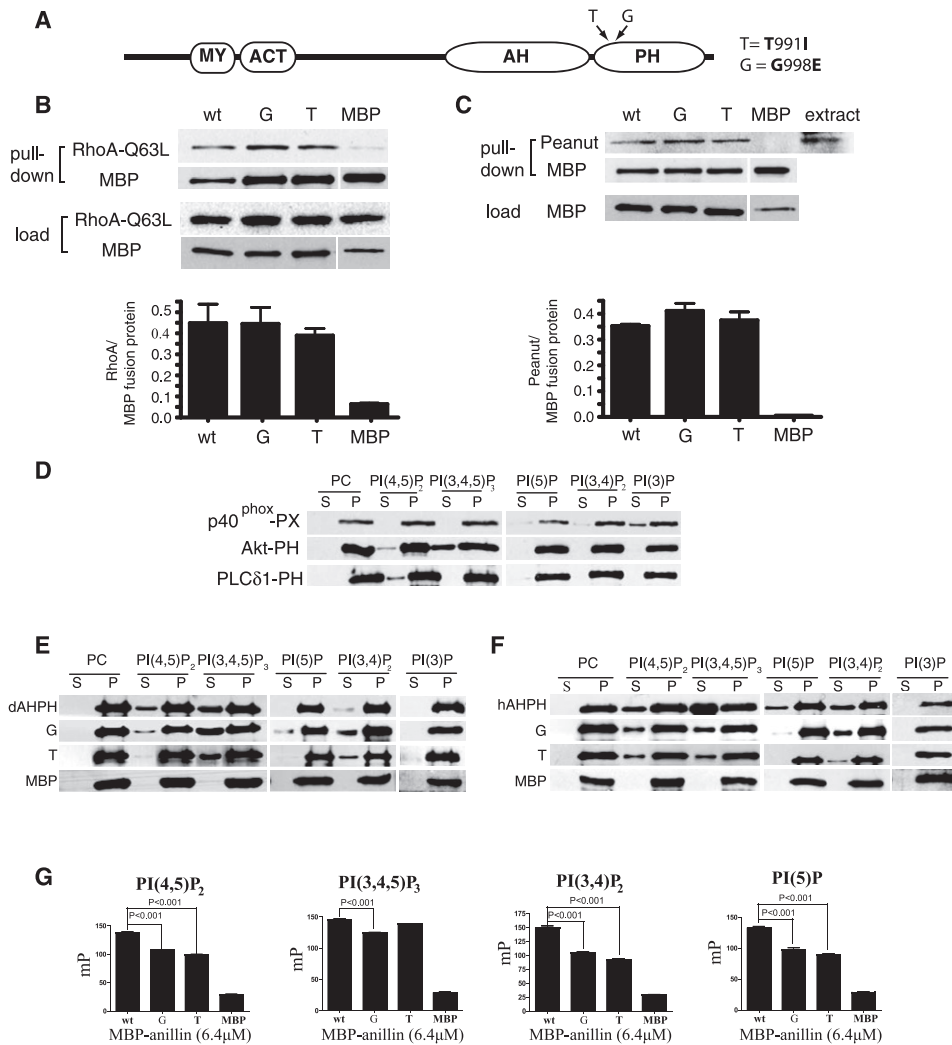 A
T G
MY ACT AH PH
T= T991I
G = G998E
B
wt G T MBP
pull-down
RhoA-Q63L
MBP
load
RhoA-Q63L
MBP
RhoA/
MBP fusion protein
0.5
0.4
0.3
0.2
0.1
0.0
wt G T MBP
C
wt G T MBP extract
pull-down
Peanut
MBP
load MBP
Peanut/
MBP fusion protein
0.4
0.3
0.2
0.1
0.0
wt G T MBP
D
PC PI(4,5)P2 PI(3,4,5)P3 PI(5)P PI(3,4)P2 PI(3)P
S P S P S P S P S P S P
p40phox-PX
Akt-PH
PLCδ1-PH
E
PC PI(4,5)P2 PI(3,4,5)P3 PI(5)P PI(3,4)P2 PI(3)P
S P S P S P S P S P S P
dAHPH
G
T
MBP
F
PC PI(4,5)P2 PI(3,4,5)P3 PI(5)P PI(3,4)P2 PI(3)P
S P S P S P S P S P S P
hAHPH
G
T
MBP
G
PI(4,5)P2
P<0.001
P<0.001
mP
150
100
50
0
wt G T MBP
MBP-anillin (6.4μM)
PI(3,4,5)P3
P<0.001
150
100
50
0
wt G T MBP
MBP-anillin (6.4μM)
PI(3,4)P2
P<0.001
P<0.001
mP
175
150
125
100
75
50
25
0
wt G T MBP
MBP-anillin (6.4μM)
PI(5)P
P<0.001
P<0.001
mP
150
125
100
75
50
25
0
wt G T MBP
MBP-anillin (6.4μM)